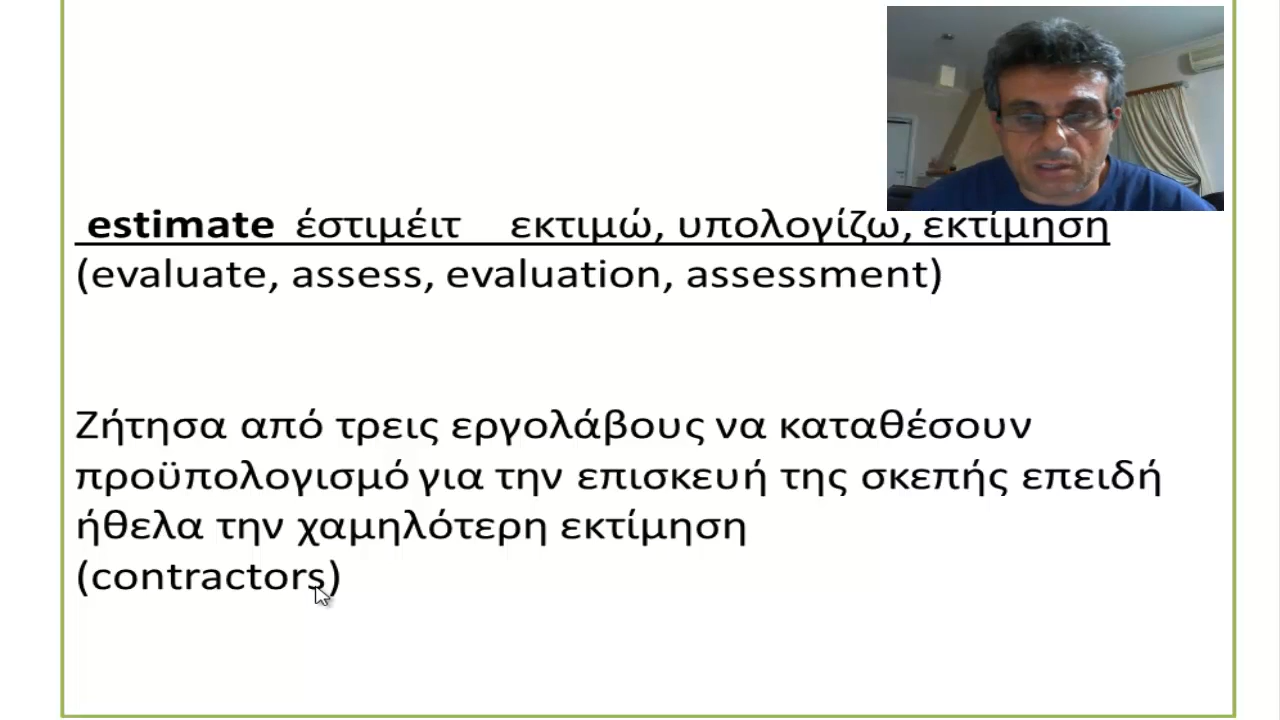 estimate έστιμέιτ εκτιμώ, υπολογίζω, εκτίμηση
(evaluate, assess, evaluation, assessment)
Ζήτησα από τρεις εργολάβους να καταθέσουν
προϋπολογισμό για την επισκευή της σκεπής επειδή
ήθελα την χαμηλότερη εκτίμηση
(contractors)